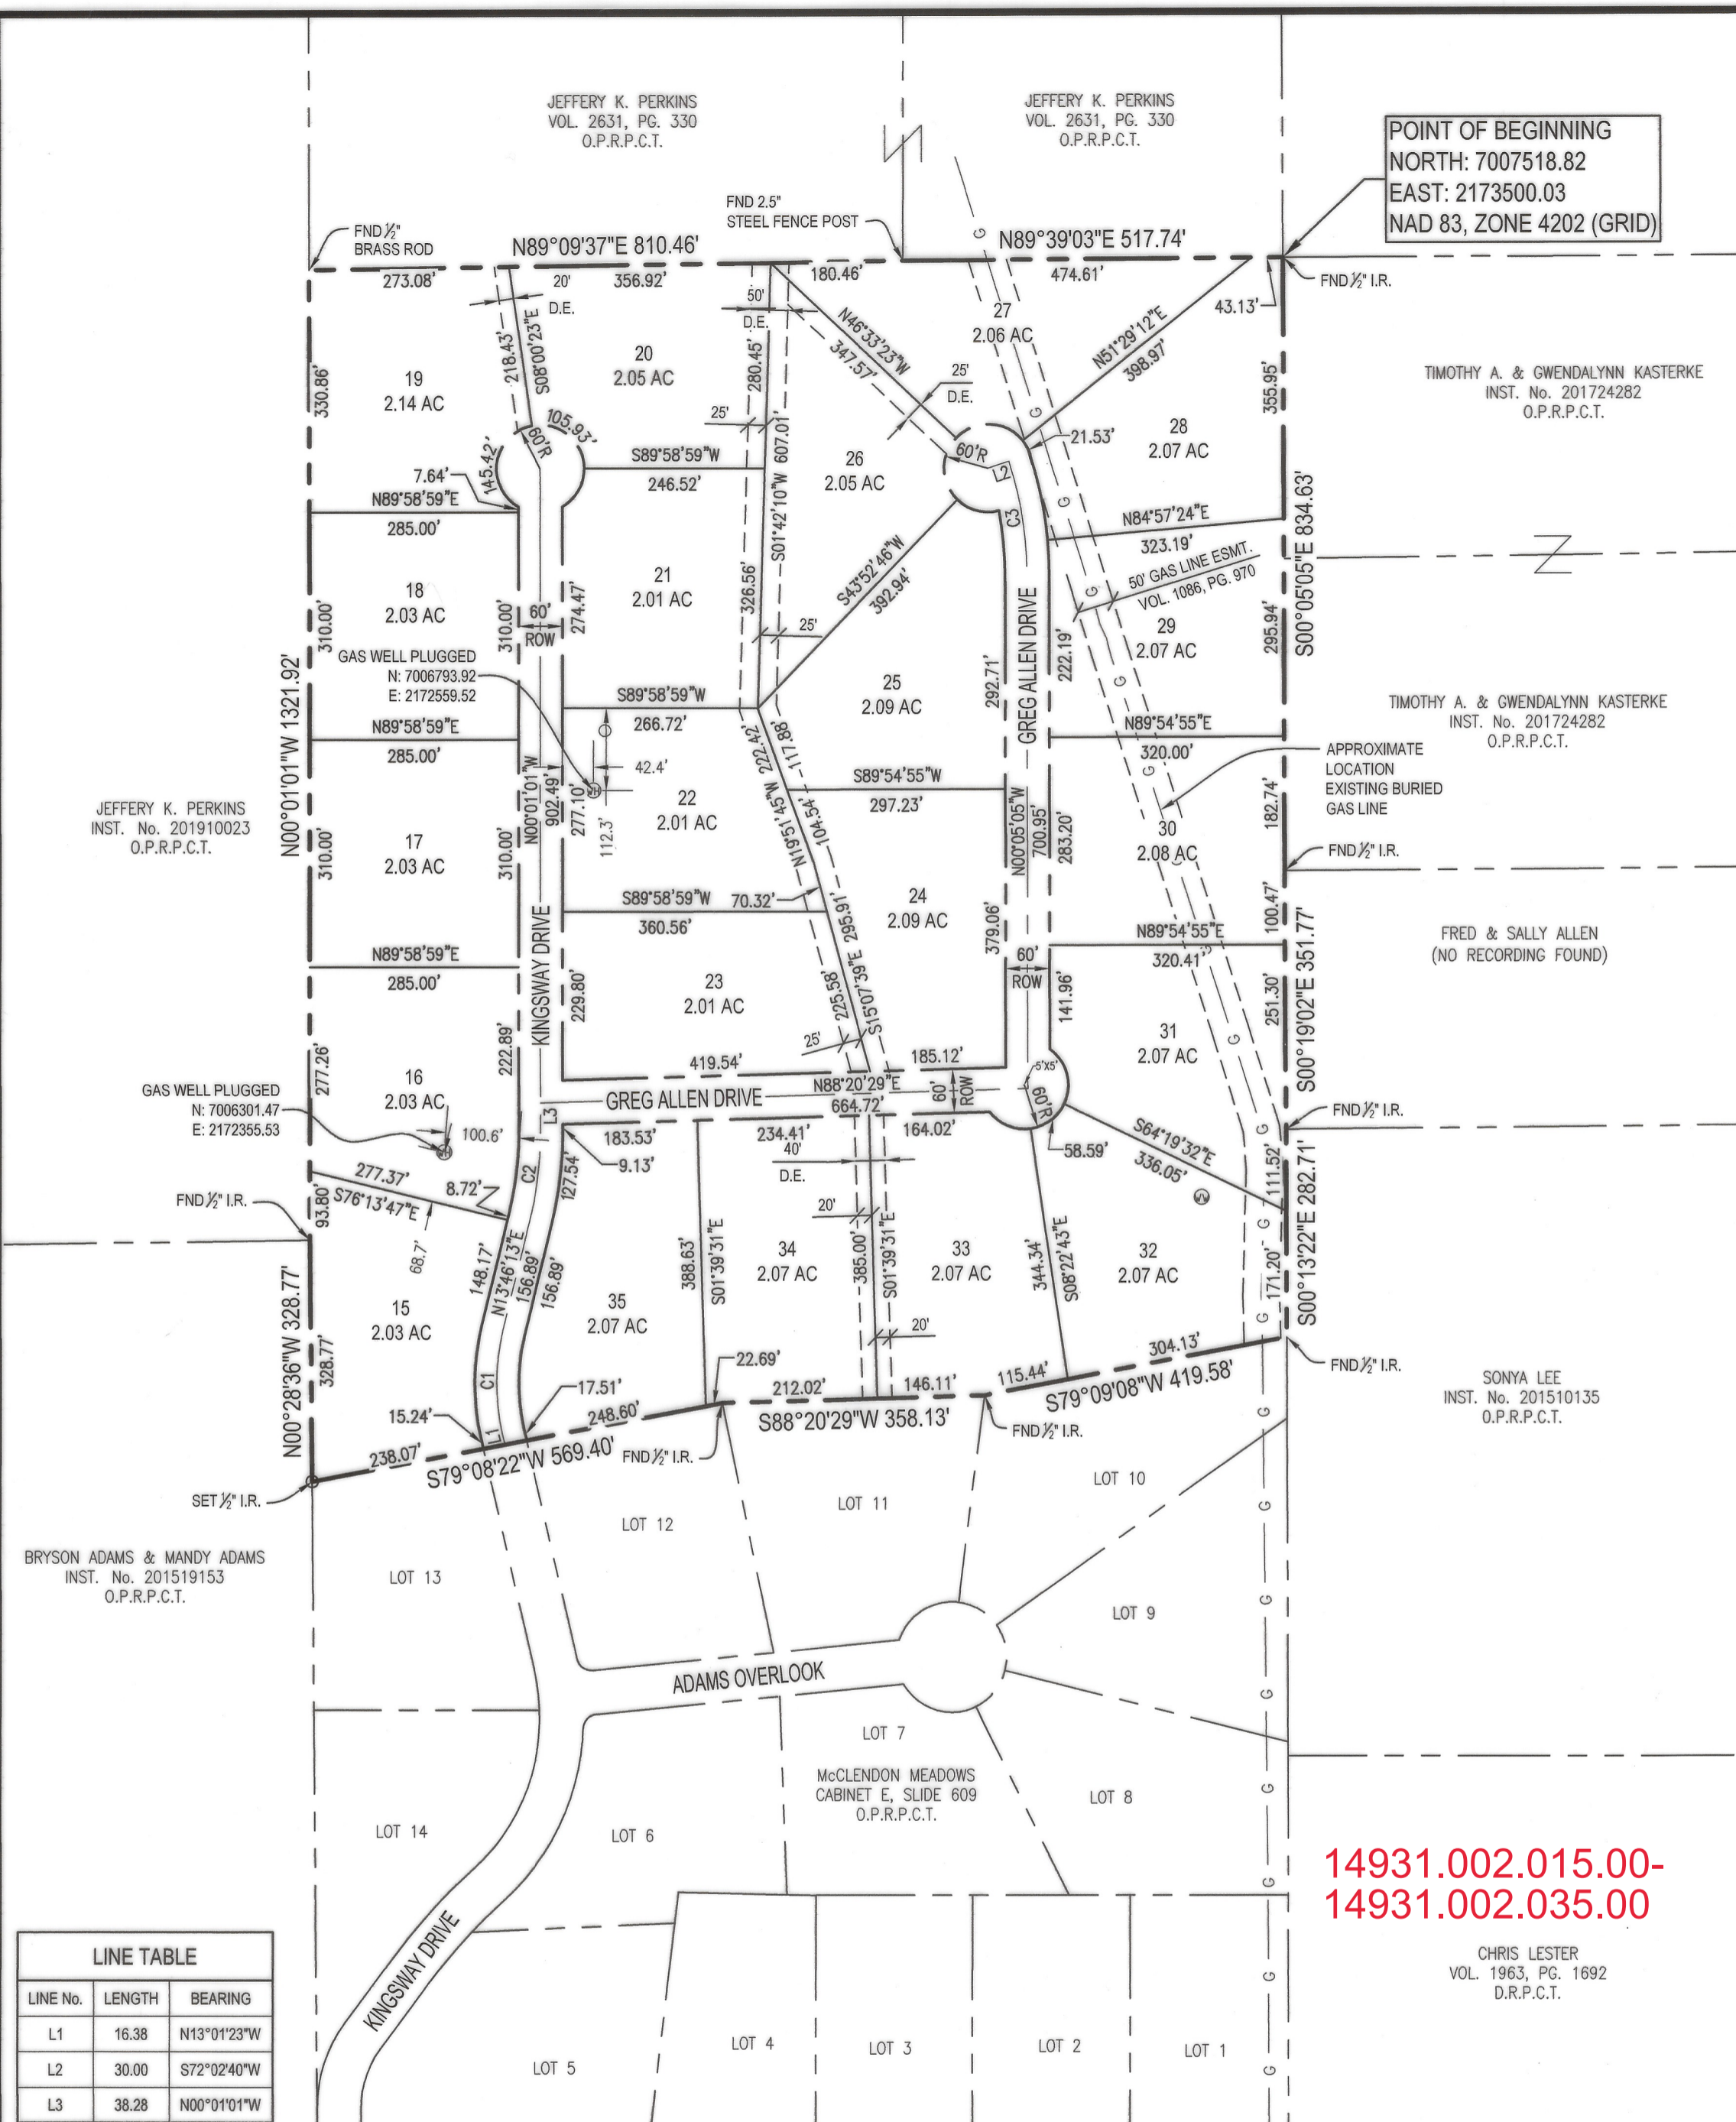 JEFFERY K. PERKINS
VOL. 2631, PG. 330
O.P.R.P.C.T.
JEFFERY K. PERKINS
VOL. 2631, PG. 330
O.P.R.P.C.T.
POINT OF BEGINNING
NORTH: 7007518.82
EAST: 2173500.03
NAD 83, ZONE 4202 (GRID)
FND ½"
BRASS ROD
FND 2.5"
STEEL FENCE POST
N89°09'37"E 810.46'
N89°39'03"E 517.74'
273.08'
20'
D.E.
356.92'
50'
D.E.
180.46'
474.61'
43.13'
FND ½" I.R.
G
27
2.06 AC
N46°33'23"W
347.57'
N51°29'12"E
398.97'
25'
D.E.
330.86'
19
2.14 AC
218.43'
S08°00'23"E
20
2.05 AC
280.45'
355.95'
TIMOTHY A. & GWENDALYNN KASTERKE
INST. No. 201724282
O.P.R.P.C.T.
105.93'
60'R
145.42'
7.64'
25'
S89°58'59"W
246.52'
S01°42'10"W 607.01'
26
2.05 AC
60'R
L2
C3
21.53'
28
2.07 AC
S00°05'05"E 834.63'
N89°58'59"E
285.00'
N84°57'24"E
323.19'
50' GAS LINE ESMT.
VOL. 1086, PG. 970
S43°52'46"W
392.94'
18
2.03 AC
310.00'
310.00'
60'
ROW
274.47'
21
2.01 AC
326.56'
25'
29
2.07 AC
295.94'
GAS WELL PLUGGED
N: 7006793.92
E: 2172559.52
N00°01'01"W 1321.92'
S89°58'59"W
266.72'
25
2.09 AC
292.71'
GREG ALLEN DRIVE
222.19'
N89°54'55"E
320.00'
TIMOTHY A. & GWENDALYNN KASTERKE
INST. No. 201724282
O.P.R.P.C.T.
APPROXIMATE
LOCATION
EXISTING BURIED
GAS LINE
N89°58'59"E
285.00'
N00°01'01"W
902.49'
277.10'
42.4'
112.3'
WH
22
2.01 AC
222.42'
117.88'
N19°51'45"W
104.54'
S89°54'55"W
297.23'
N00°05'05"W
700.95'
283.20'
30
2.08 AC
182.74'
FND ½" I.R.
JEFFERY K. PERKINS
INST. No. 201910023
O.P.R.P.C.T.
310.00'
17
2.03 AC
310.00'
S89°58'59"W
70.32'
360.56'
24
2.09 AC
379.06'
N89°54'55"E
320.41'
100.47'
FRED & SALLY ALLEN
(NO RECORDING FOUND)
N89°58'59"E
285.00'
KINGSWAY DRIVE
229.80'
23
2.01 AC
225.58'
S15°07'39"E 295.91'
60'
ROW
141.96'
251.30'
S00°19'02"E 351.77'
277.26'
16
2.03 AC
222.89'
25'
419.54'
185.12'
5'x5'
60'R
31
2.07 AC
GAS WELL PLUGGED
N: 7006301.47
E: 2172355.53
WH
100.6'
L3
GREG ALLEN DRIVE
N88°20'29"E
664.72'
60'
ROW
FND ½" I.R.
183.53'
234.41'
164.02'
40'
D.E.
58.59'
S64°19'32"E
336.05'
111.52'
277.37'
S76°13'47"E
8.72'
C2
127.54'
9.13'
FND ½" I.R.
93.80'
68.7'
20'
S00°13'22"E 282.71'
N00°28'36"W 328.77'
328.77'
15
2.03 AC
148.17'
N13°46'13"E
156.89'
156.89'
35
2.07 AC
388.63'
S01°39'31"E
34
2.07 AC
385.00'
S01°39'31"E
33
2.07 AC
344.34'
S08°22'43"E
32
2.07 AC
171.20'
20'
C1
L1
15.24'
17.51'
22.69'
238.07'
248.60'
212.02'
146.11'
115.44'
304.13'
S79°08'22"W 569.40'
S88°20'29"W 358.13'
S79°09'08"W 419.58'
FND ½" I.R.
FND ½" I.R.
FND ½" I.R.
SET ½" I.R.
SONYA LEE
INST. No. 201510135
O.P.R.P.C.T.
BRYSON ADAMS & MANDY ADAMS
INST. No. 201519153
O.P.R.P.C.T.
LOT 13
LOT 12
LOT 11
LOT 10
LOT 9
ADAMS OVERLOOK
LOT 7
McCLENDON MEADOWS
CABINET E, SLIDE 609
O.P.R.P.C.T.
LOT 8
LOT 14
LOT 6
KINGSWAY DRIVE
LOT 5
LOT 4
LOT 3
LOT 2
LOT 1
14931.002.015.00-
14931.002.035.00
CHRIS LESTER
VOL. 1963, PG. 1692
D.R.P.C.T.
LINE TABLE
LINE No. LENGTH BEARING
L1 16.38 N13°01'23"W
L2 30.00 S72°02'40"W
L3 38.28 N00°01'01"W